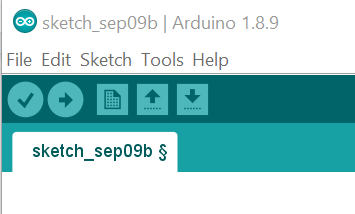 sketch_sep09b | Arduino 1.8.9
File Edit Sketch Tools Help
sketch_sep09b §